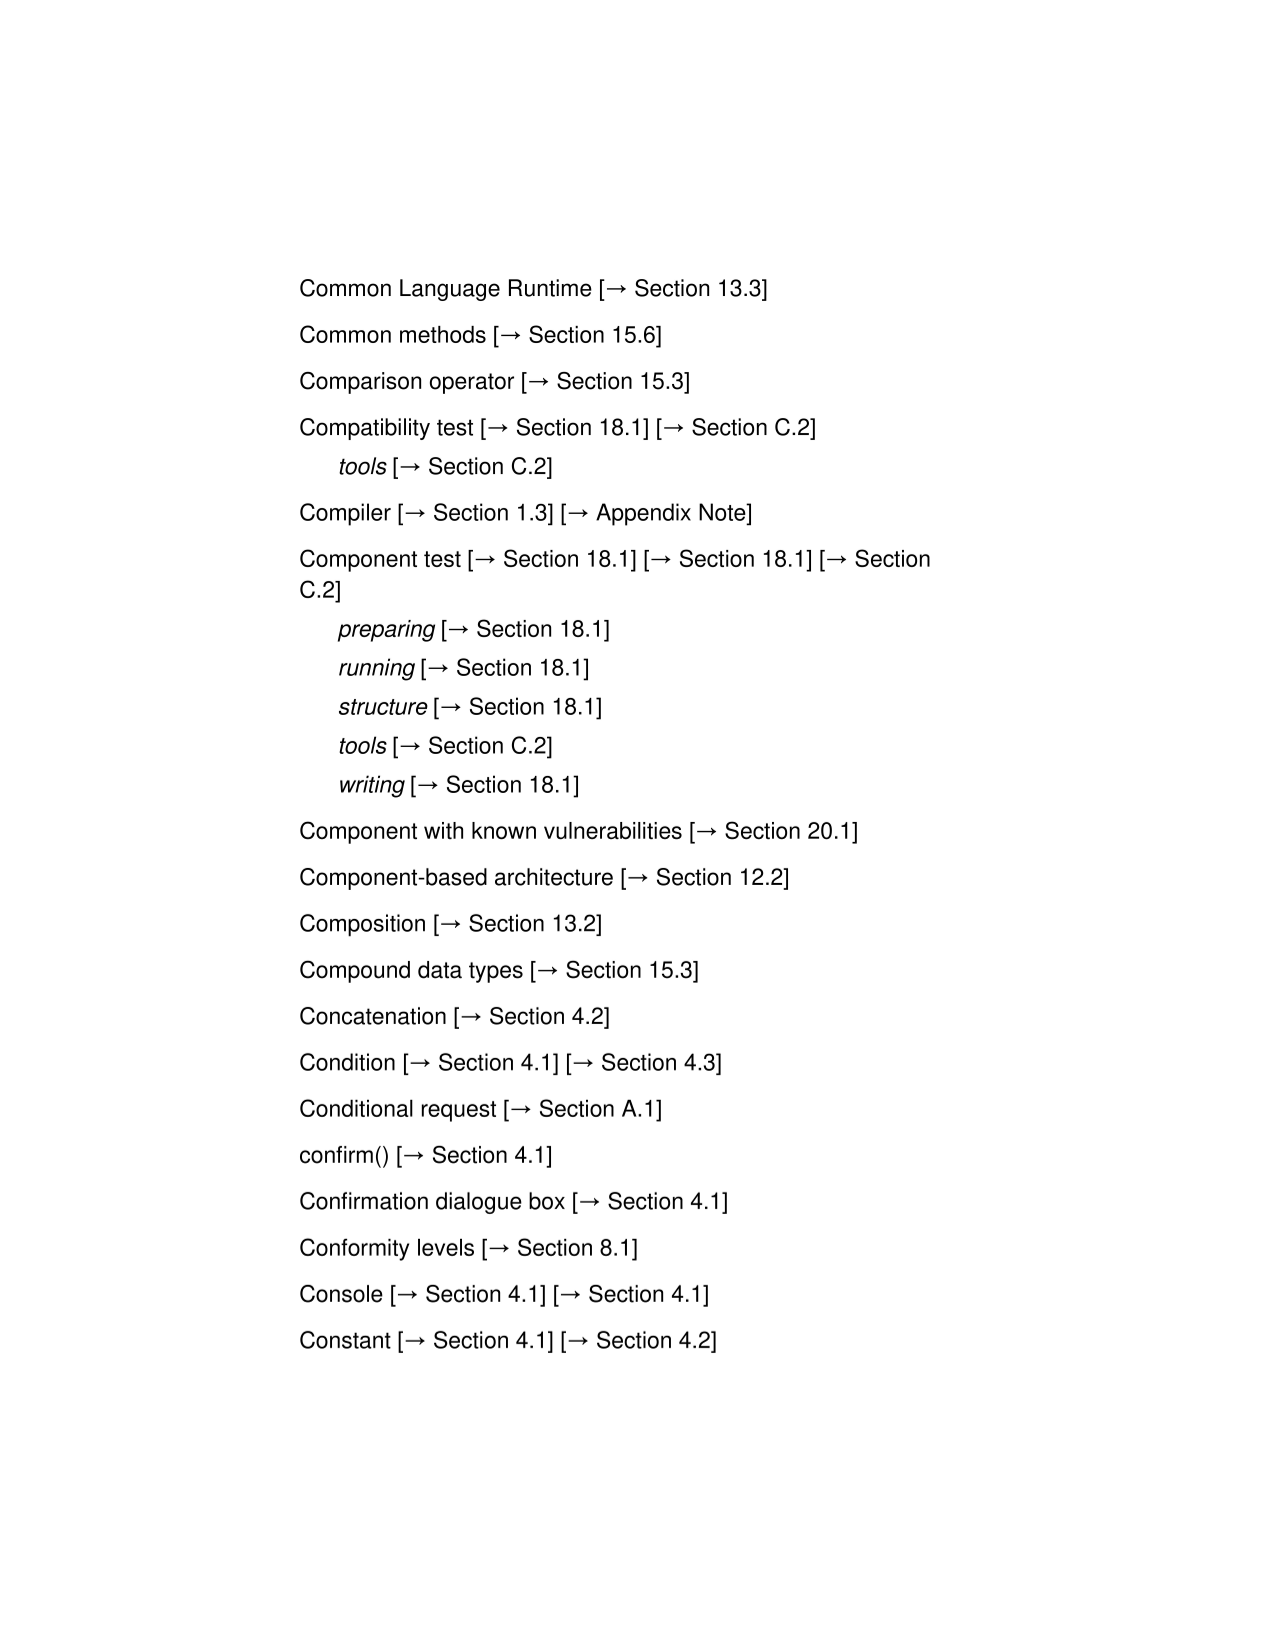 Common Language Runtime [→ Section 13.3]
Common methods [→ Section 15.6]
Comparison operator [→ Section 15.3]
Compatibility test [→ Section 18.1] [→ Section C.2]
tools [→ Section C.2]
Compiler [→ Section 1.3] [→ Appendix Note]
Component test [→ Section 18.1] [→ Section 18.1] [→ Section
C.2]
preparing [→ Section 18.1]
running [→ Section 18.1]
structure [→ Section 18.1]
tools [→ Section C.2]
writing [→ Section 18.1]
Component with known vulnerabilities [→ Section 20.1]
Component-based architecture [→ Section 12.2]
Composition [→ Section 13.2]
Compound data types [→ Section 15.3]
Concatenation [→ Section 4.2]
Condition [→ Section 4.1] [→ Section 4.3]
Conditional request [→ Section A.1]
confirm() [→ Section 4.1]
Confirmation dialogue box [→ Section 4.1]
Conformity levels [→ Section 8.1]
Console [→ Section 4.1] [→ Section 4.1]
Constant [→ Section 4.1] [→ Section 4.2]